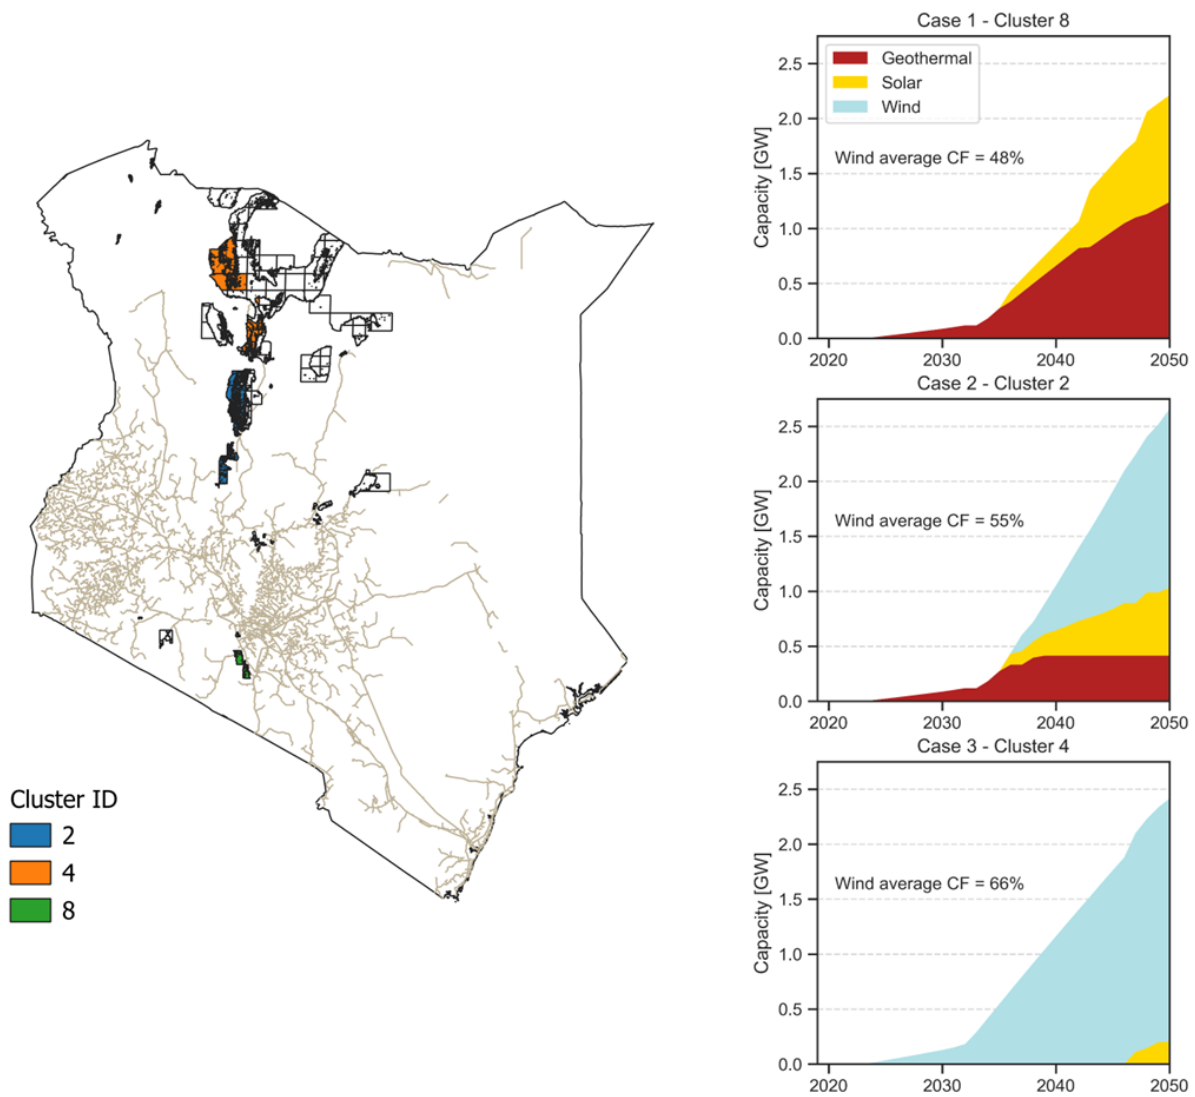 Cluster ID
2
4
8
Case 1 - Cluster 8
Capacity [GW]
2.5
2.0
1.5
1.0
0.5
0.0
Geothermal
Solar
Wind
Wind average CF = 48%
2020 2030 2040 2050
Case 2 - Cluster 2
Capacity [GW]
2.5
2.0
1.5
1.0
0.5
0.0
Wind average CF = 55%
2020 2030 2040 2050
Case 3 - Cluster 4
Capacity [GW]
2.5
2.0
1.5
1.0
0.5
0.0
Wind average CF = 66%
2020 2030 2040 2050